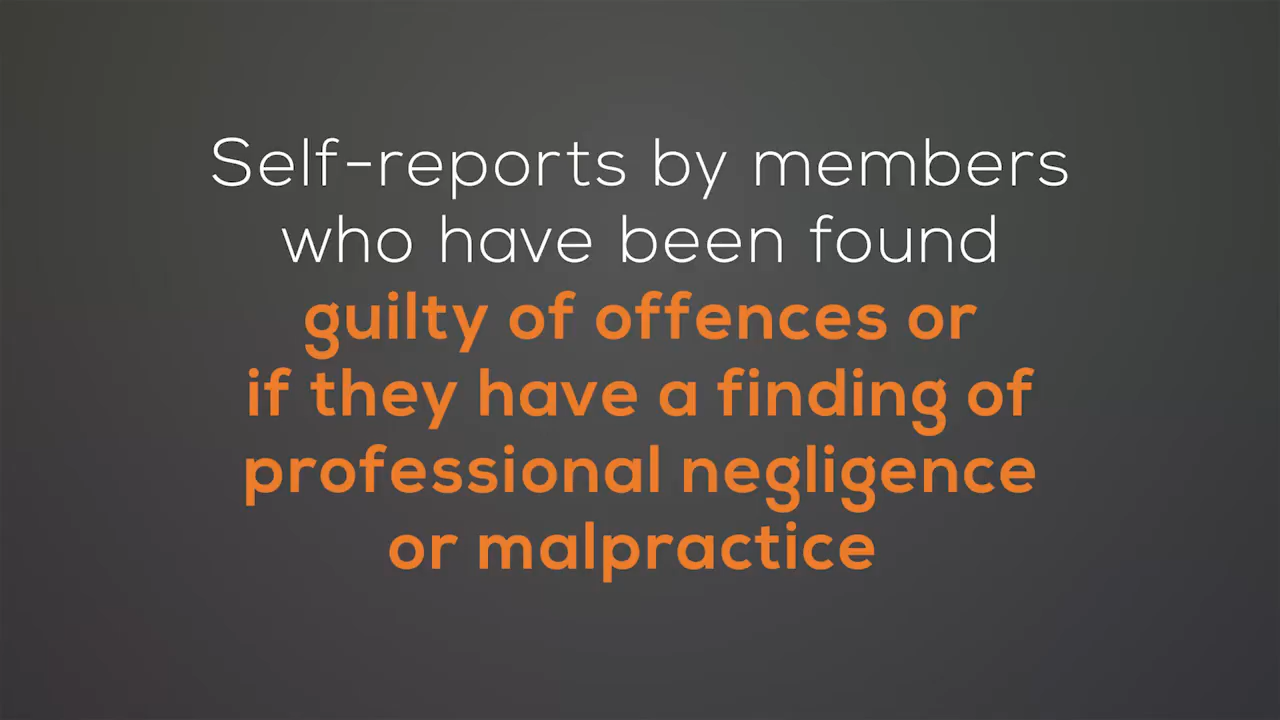 Self-reports by members
who have been found
guilty of offences or
if they have a finding of
professional negligence
or malpractice